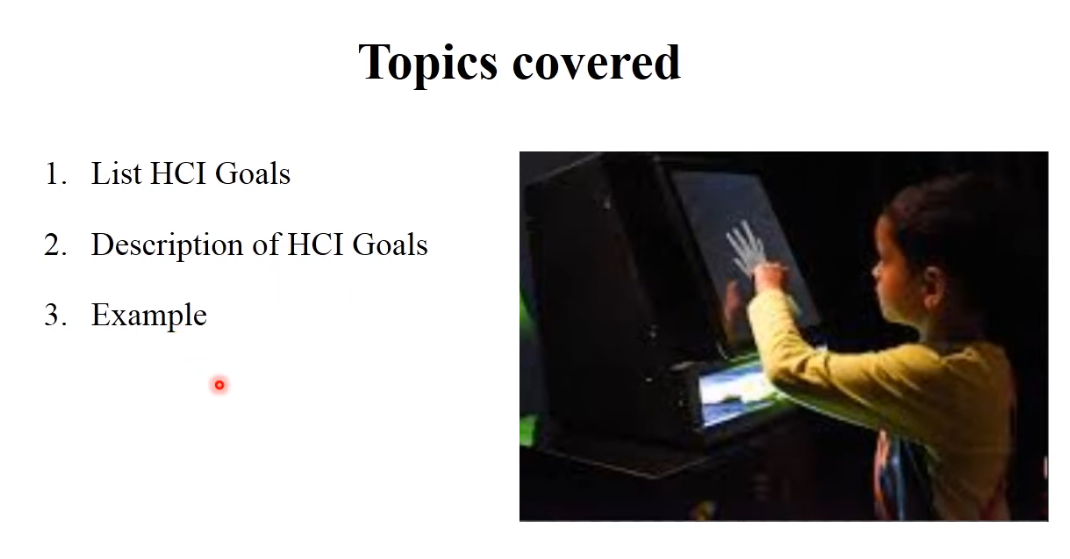 Topics covered
1. List HCI Goals
2. Description of HCI Goals
3. Example